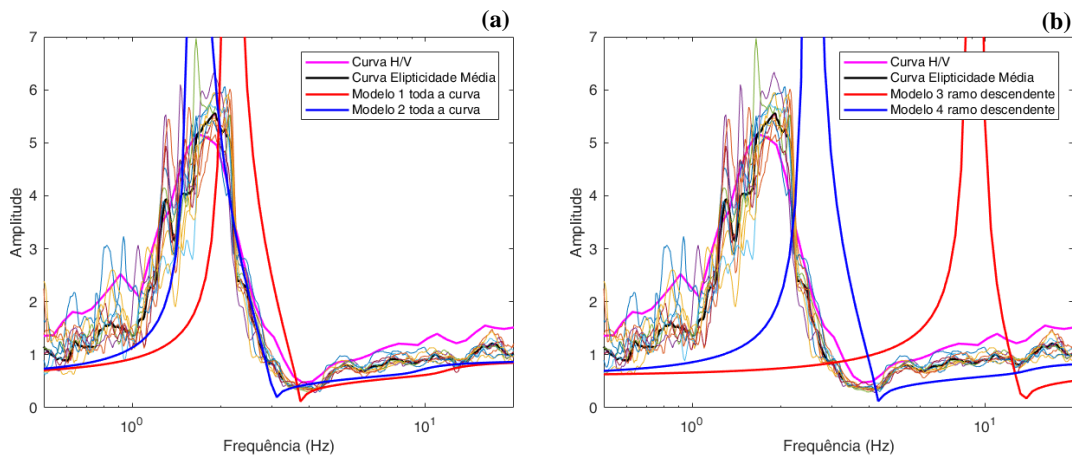 (a)
7
6
5
4
3
2
1
0
Amplitude
10⁰
10¹
Frequência (Hz)
Curva H/V
Curva Elipticidade Média
Modelo 1 toda a curva
Modelo 2 toda a curva
(b)
7
6
5
4
3
2
1
0
Amplitude
10⁰
10¹
Frequência (Hz)
Curva H/V
Curva Elipticidade Média
Modelo 3 ramo descendente
Modelo 4 ramo descendente